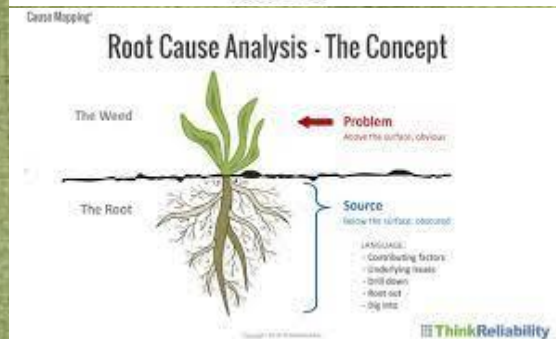 Cause Mapping®
Root Cause Analysis - The Concept
The Weed
Problem
Above the surface, obvious
The Root
Source
Below the surface, obscured
LANGUAGE:
- Contributing factors
- Underlying issues
- Drill down
- Root out
- Dig into
ThinkReliability